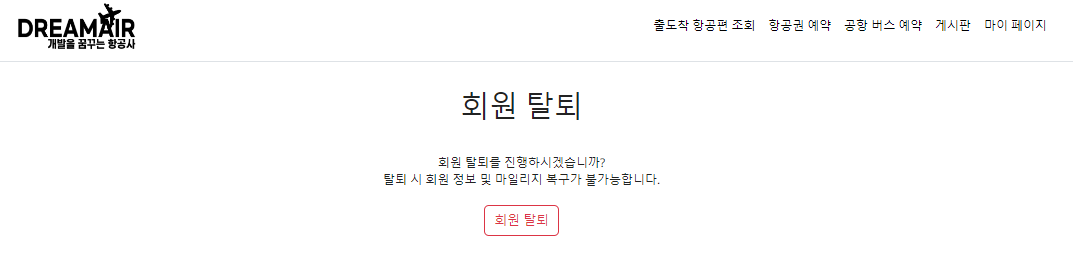 DREAMAIR
개발을 꿈꾸는 항공사
출도착 항공편 조회 항공권 예약 공항 버스 예약 게시판 마이 페이지
회원 탈퇴
회원 탈퇴를 진행하시겠습니까?
탈퇴 시 회원 정보 및 마일리지 복구가 불가능합니다.
회원 탈퇴